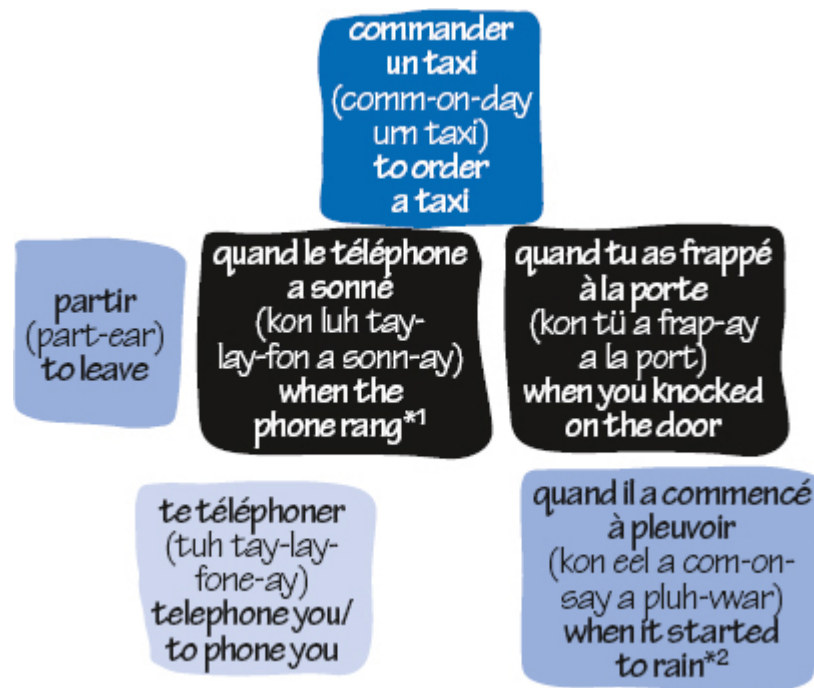 commander
un taxi
(comm-on-day
um taxi)
to order
a taxi
partir
(part-ear)
to leave
quand le téléphone
a sonné
(kon luh tay-
lay-fon a sonn-ay)
when the
phone rang*1
quand tu as frappé
à la porte
(kon tü a frap-ay
a la port)
when you knocked
on the door
te téléphoner
(tuh tay-lay-
fone-ay)
telephone you/
to phone you
quand il a commencé
à pleuvoir
(kon eel a com-on-
say a pluh-vwar)
when it started
to rain*2